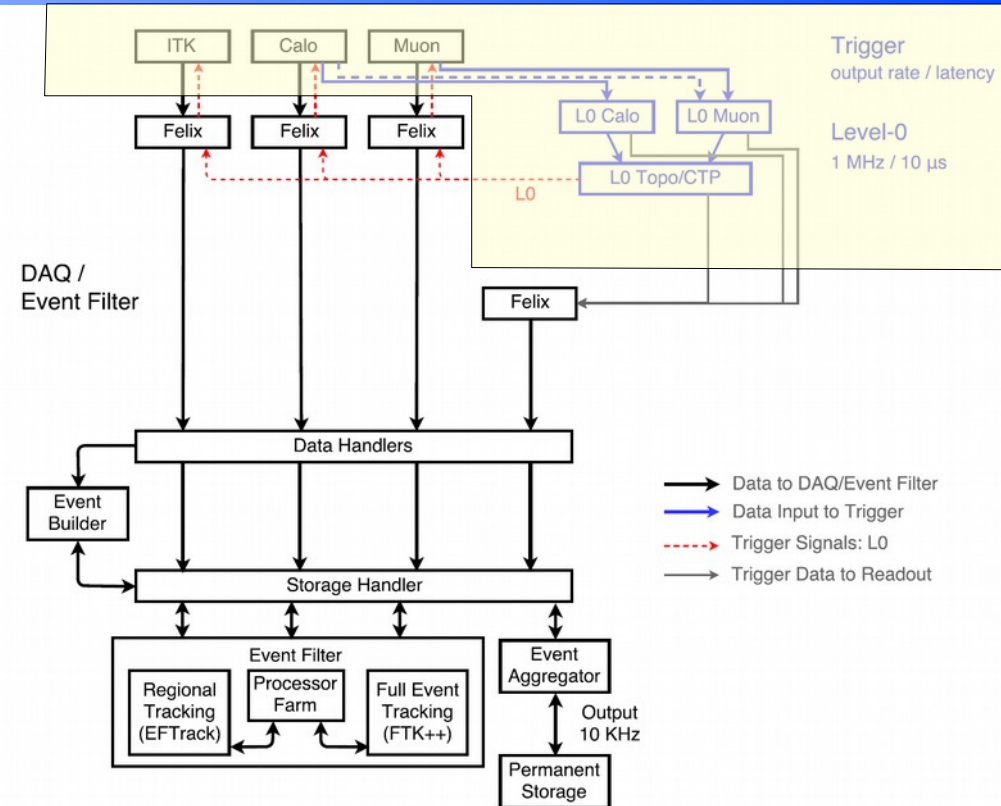 ITK
Calo
Muon
Trigger
output rate / latency
L0 Calo
L0 Muon
Felix
Felix
Felix
Level-0
1 MHz / 10 μs
L0 Topo/CTP
L0
DAQ /
Event Filter
Felix
Data Handlers
Event
Builder
Data to DAQ/Event Filter
Data Input to Trigger
Trigger Signals: L0
Trigger Data to Readout
Storage Handler
Event Filter
Regional
Tracking
(EFTrack)
Processor
Farm
Full Event
Tracking
(FTK++)
Event
Aggregator
Output
10 KHz
Permanent
Storage